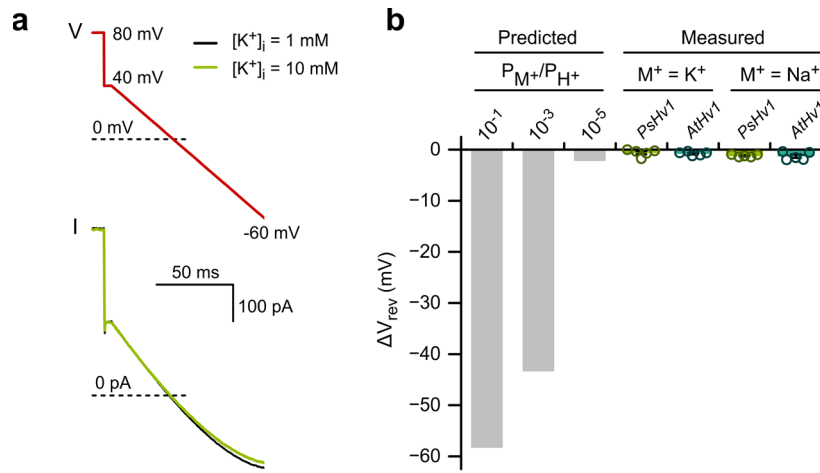 a
V
80 mV
40 mV
0 mV
-60 mV
[K⁺]ᵢ = 1 mM
[K⁺]ᵢ = 10 mM
I
50 ms
100 pA
0 pA
b
Predicted Measured
P_M⁺/P_H⁺ M⁺ = K⁺ M⁺ = Na⁺
10⁻¹ 10⁻³ 10⁻⁵ PsHv1 AtHv1 PsHv1 AtHv1
0
−10
−20
−30
−40
−50
−60
ΔV_rev (mV)